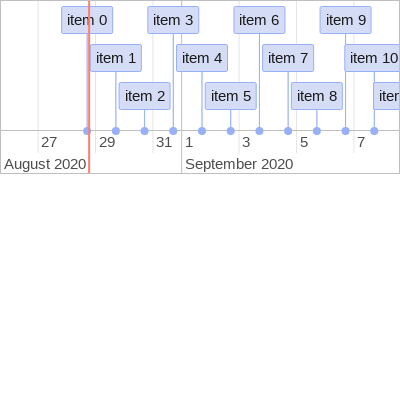 item 0 item 3 item 6 item 9
item 1 item 4 item 7 item 10
item 2 item 5 item 8
27 29 31 1 3 5 7
August 2020 September 2020